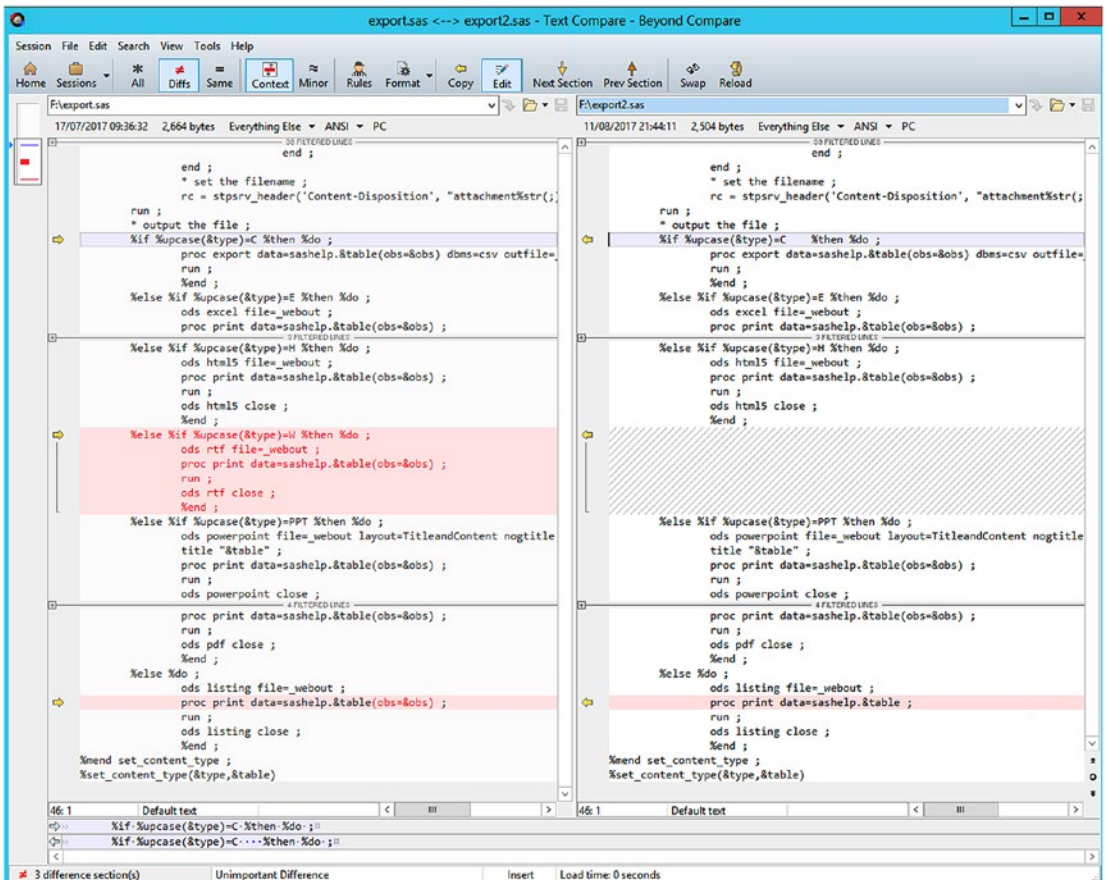 export.sas <--> export2.sas - Text Compare - Beyond Compare
Session File Edit Search View Tools Help
Home Sessions All Diffs Same Context Minor Rules Format Copy Edit Next Section Prev Section Swap Reload
F:\export.sas
17/07/2017 09:36:32 2,664 bytes Everything Else ANSI PC
end ;
end ;
* set the filename ;
rc = stpsrv_header('Content-Disposition', "attachment%str(;)
run ;
* output the file ;
%if %upcase(&type)=C %then %do ;
proc export data=sashelp.&table(obs=&obs) dbms=csv outfile=_
run ;
%end ;
%else %if %upcase(&type)=E %then %do ;
ods excel file=_webout ;
proc print data=sashelp.&table(obs=&obs) ;
3 FILTERED LINES
%else %if %upcase(&type)=H %then %do ;
ods html5 file=_webout ;
proc print data=sashelp.&table(obs=&obs) ;
run ;
ods html5 close ;
%end ;
%else %if %upcase(&type)=W %then %do ;
ods rtf file=_webout ;
proc print data=sashelp.&table(obs=&obs) ;
run ;
ods rtf close ;
%end ;
%else %if %upcase(&type)=PPT %then %do ;
ods powerpoint file=_webout layout=TitleandContent nogtitle
title "&table" ;
proc print data=sashelp.&table(obs=&obs) ;
run ;
ods powerpoint close ;
4 FILTERED LINES
proc print data=sashelp.&table(obs=&obs) ;
run ;
ods pdf close ;
%end ;
%else %do ;
ods listing file=_webout ;
proc print data=sashelp.&table(obs=&obs) ;
run ;
ods listing close ;
%end ;
%mend set_content_type ;
%set_content_type(&type,&table)
46: 1 Default text
F:\export2.sas
11/08/2017 21:44:11 2,504 bytes Everything Else ANSI PC
end ;
end ;
* set the filename ;
rc = stpsrv_header('Content-Disposition', "attachment%str(;
run ;
* output the file ;
%if %upcase(&type)=C    %then %do ;
proc export data=sashelp.&table(obs=&obs) dbms=csv outfile=
run ;
%end ;
%else %if %upcase(&type)=E %then %do ;
ods excel file=_webout ;
proc print data=sashelp.&table(obs=&obs) ;
3 FILTERED LINES
%else %if %upcase(&type)=H %then %do ;
ods html5 file=_webout ;
proc print data=sashelp.&table(obs=&obs) ;
run ;
ods html5 close ;
%end ;
%else %if %upcase(&type)=PPT %then %do ;
ods powerpoint file=_webout layout=TitleandContent nogtitle
title "&table" ;
proc print data=sashelp.&table(obs=&obs) ;
run ;
ods powerpoint close ;
4 FILTERED LINES
proc print data=sashelp.&table(obs=&obs) ;
run ;
ods pdf close ;
%end ;
%else %do ;
ods listing file=_webout ;
proc print data=sashelp.&table ;
run ;
ods listing close ;
%end ;
%mend set_content_type ;
%set_content_type(&type,&table)
46: 1 Default text
%if·%upcase(&type)=C·%then·%do·;¤
%if·%upcase(&type)=C····%then·%do·;¤
3 difference section(s) Unimportant Difference Insert Load time: 0 seconds